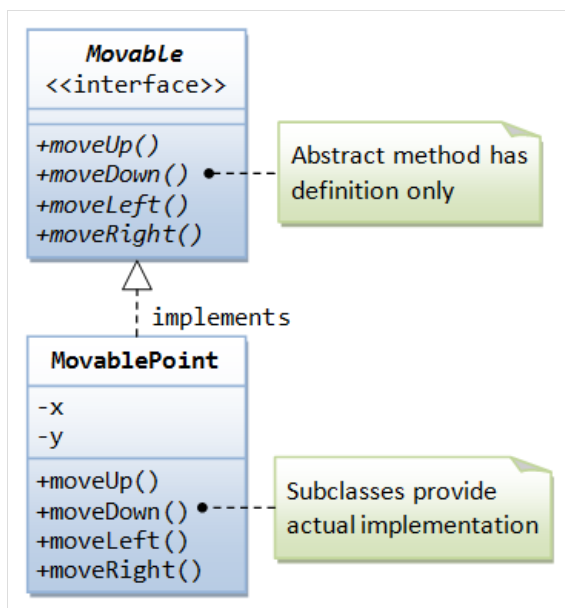 Movable
<<interface>>
+moveUp()
+moveDown()
+moveLeft()
+moveRight()
Abstract method has
definition only
implements
MovablePoint
-x
-y
+moveUp()
+moveDown()
+moveLeft()
+moveRight()
Subclasses provide
actual implementation